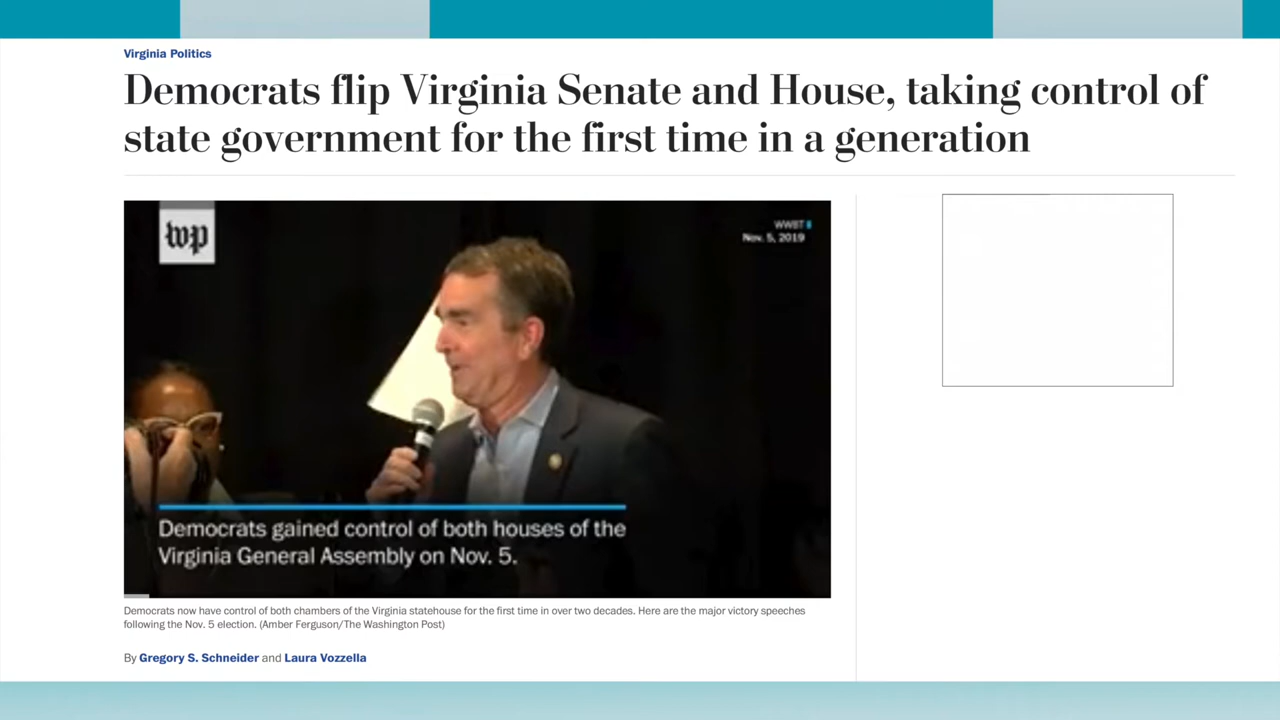 Virginia Politics
Democrats flip Virginia Senate and House, taking control of
state government for the first time in a generation
wp
WWBT
Nov. 5, 2019
Democrats gained control of both houses of the
Virginia General Assembly on Nov. 5.
Democrats now have control of both chambers of the Virginia statehouse for the first time in over two decades. Here are the major victory speeches
following the Nov. 5 election. (Amber Ferguson/The Washington Post)
By Gregory S. Schneider and Laura Vozzella